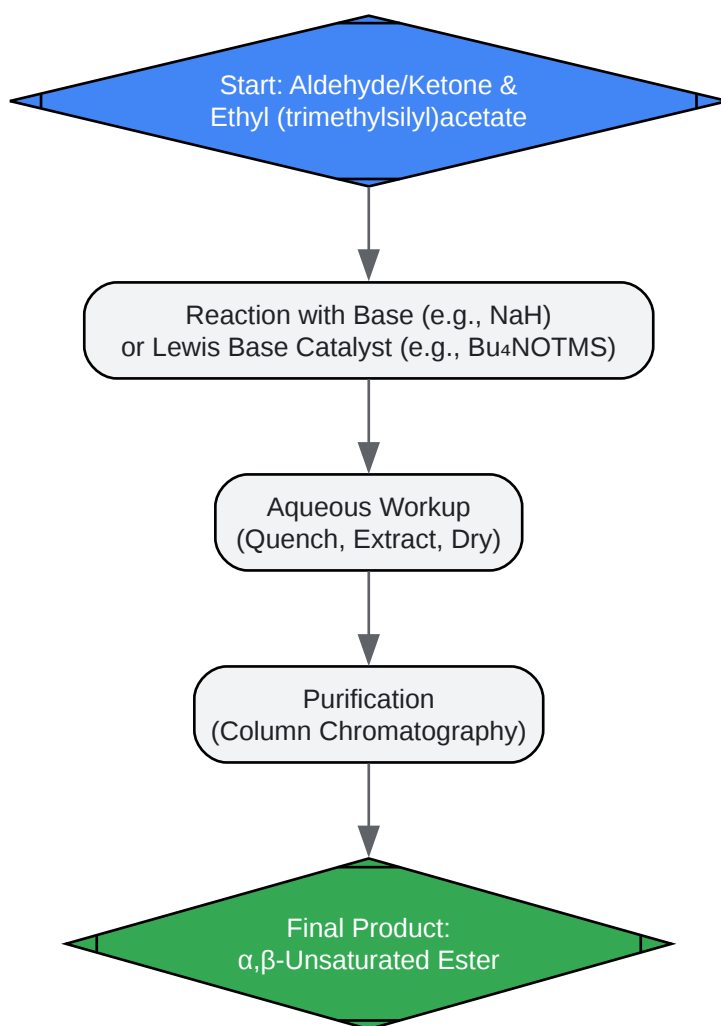 Start: Aldehyde/Ketone &
Ethyl (trimethylsilyl)acetate
Reaction with Base (e.g., NaH)
or Lewis Base Catalyst (e.g., Bu₄NOTMS)
Aqueous Workup
(Quench, Extract, Dry)
Purification
(Column Chromatography)
Final Product:
α,β-Unsaturated Ester